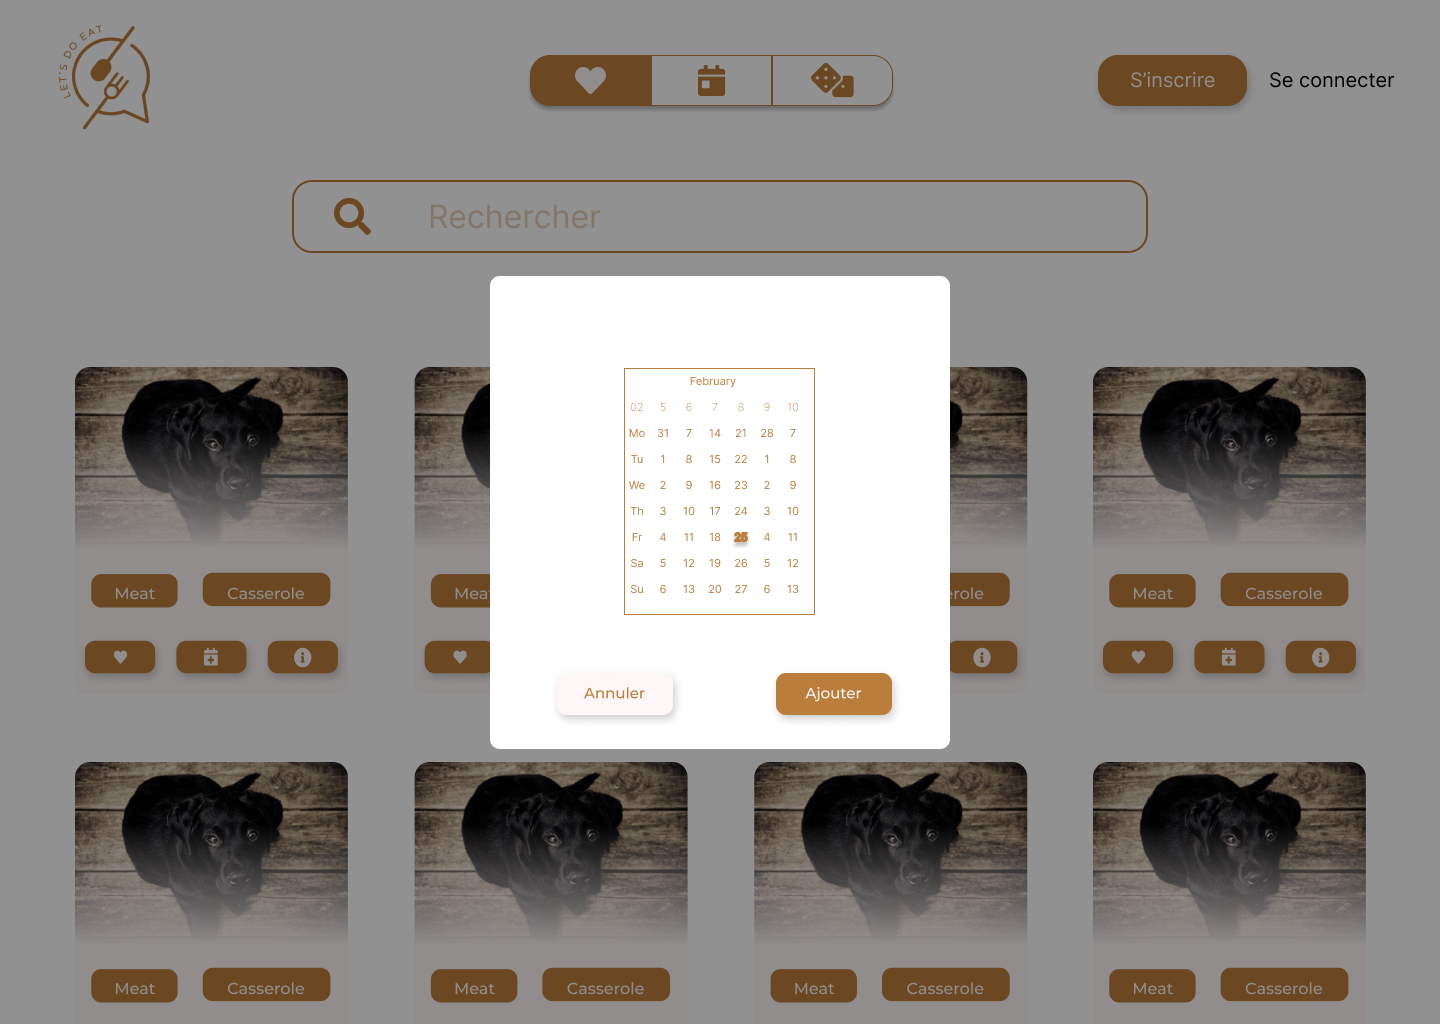 LET'S DO EAT
S'inscrire
Se connecter
Rechercher
February
02 5 6 7 8 9 10
Mo 31 7 14 21 28 7
Tu 1 8 15 22 1 8
We 2 9 16 23 2 9
Th 3 10 17 24 3 10
Fr 4 11 18 25 4 11
Sa 5 12 19 26 5 12
Su 6 13 20 27 6 13
Annuler
Ajouter
Meat
Casserole
Meat
Casserole
Meat
Casserole
Meat
Casserole
Meat
Casserole
Meat
Casserole